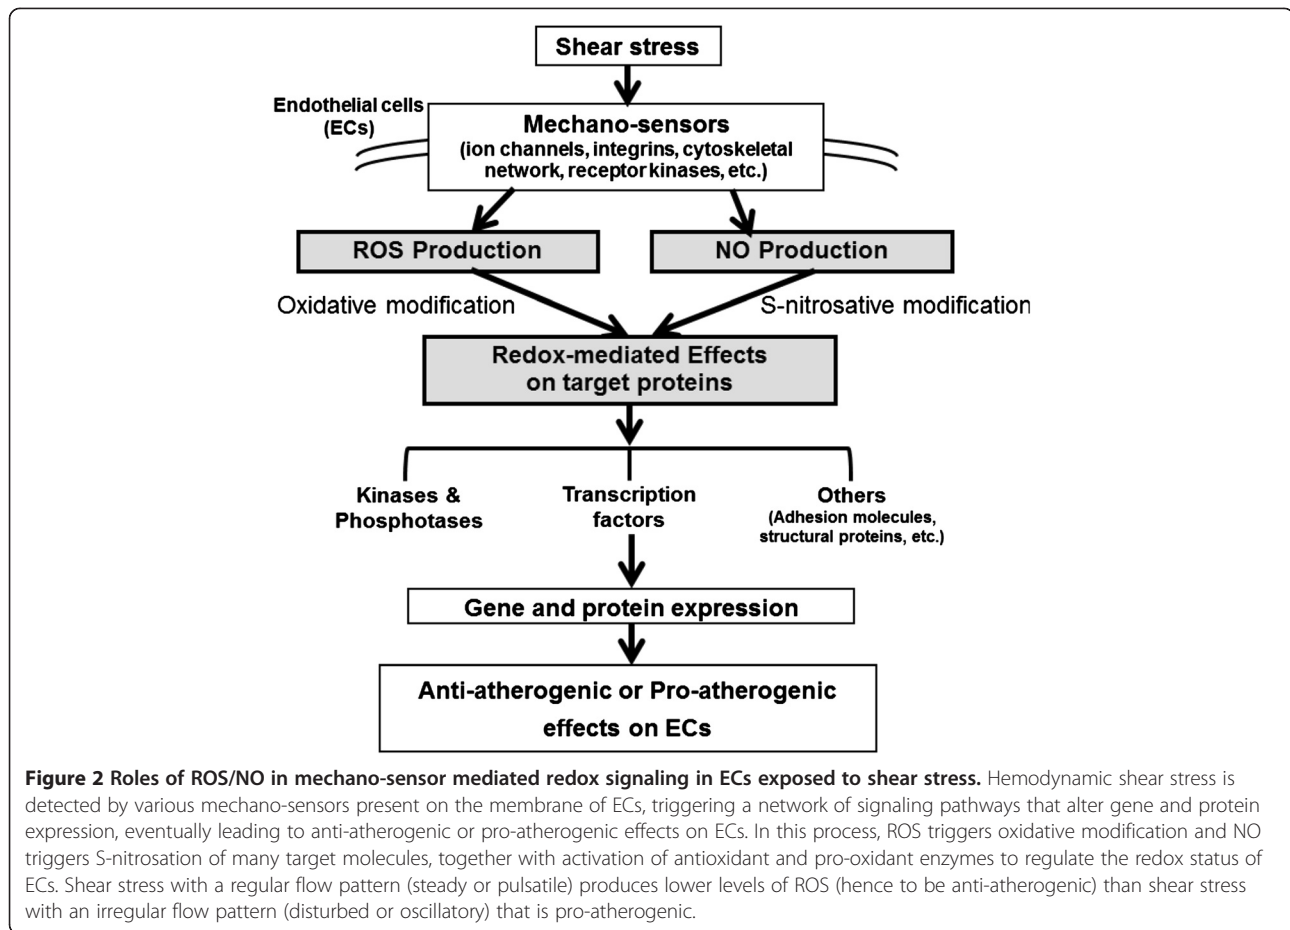 Shear stress
Endothelial cells
(ECs)
Mechano-sensors
(ion channels, integrins, cytoskeletal
network, receptor kinases, etc.)
ROS Production
NO Production
Oxidative modification
S-nitrosative modification
Redox-mediated Effects
on target proteins
Kinases &
Phosphotases
Transcription
factors
Others
(Adhesion molecules,
structural proteins, etc.)
Gene and protein expression
Anti-atherogenic or Pro-atherogenic
effects on ECs
Figure 2 Roles of ROS/NO in mechano-sensor mediated redox signaling in ECs exposed to shear stress. Hemodynamic shear stress is
detected by various mechano-sensors present on the membrane of ECs, triggering a network of signaling pathways that alter gene and protein
expression, eventually leading to anti-atherogenic or pro-atherogenic effects on ECs. In this process, ROS triggers oxidative modification and NO
triggers S-nitrosation of many target molecules, together with activation of antioxidant and pro-oxidant enzymes to regulate the redox status of
ECs. Shear stress with a regular flow pattern (steady or pulsatile) produces lower levels of ROS (hence to be anti-atherogenic) than shear stress
with an irregular flow pattern (disturbed or oscillatory) that is pro-atherogenic.